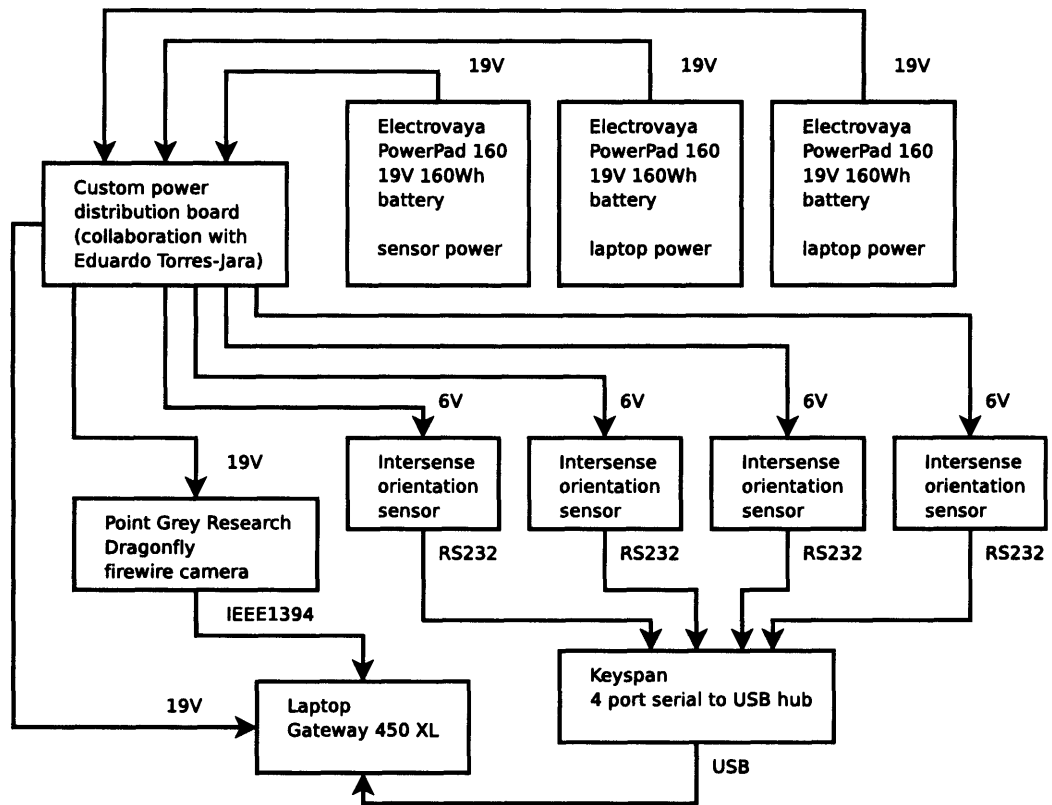 19V
19V
19V
Electrovaya
PowerPad 160
19V 160Wh
battery
sensor power
Electrovaya
PowerPad 160
19V 160Wh
battery
laptop power
Electrovaya
PowerPad 160
19V 160Wh
battery
laptop power
Custom power
distribution board
(collaboration with
Eduardo Torres-Jara)
6V
6V
6V
6V
19V
Intersense
orientation
sensor
Intersense
orientation
sensor
Intersense
orientation
sensor
Intersense
orientation
sensor
Point Grey Research
Dragonfly
firewire camera
RS232
RS232
RS232
RS232
IEEE1394
Keyspan
4 port serial to USB hub
19V
Laptop
Gateway 450 XL
USB